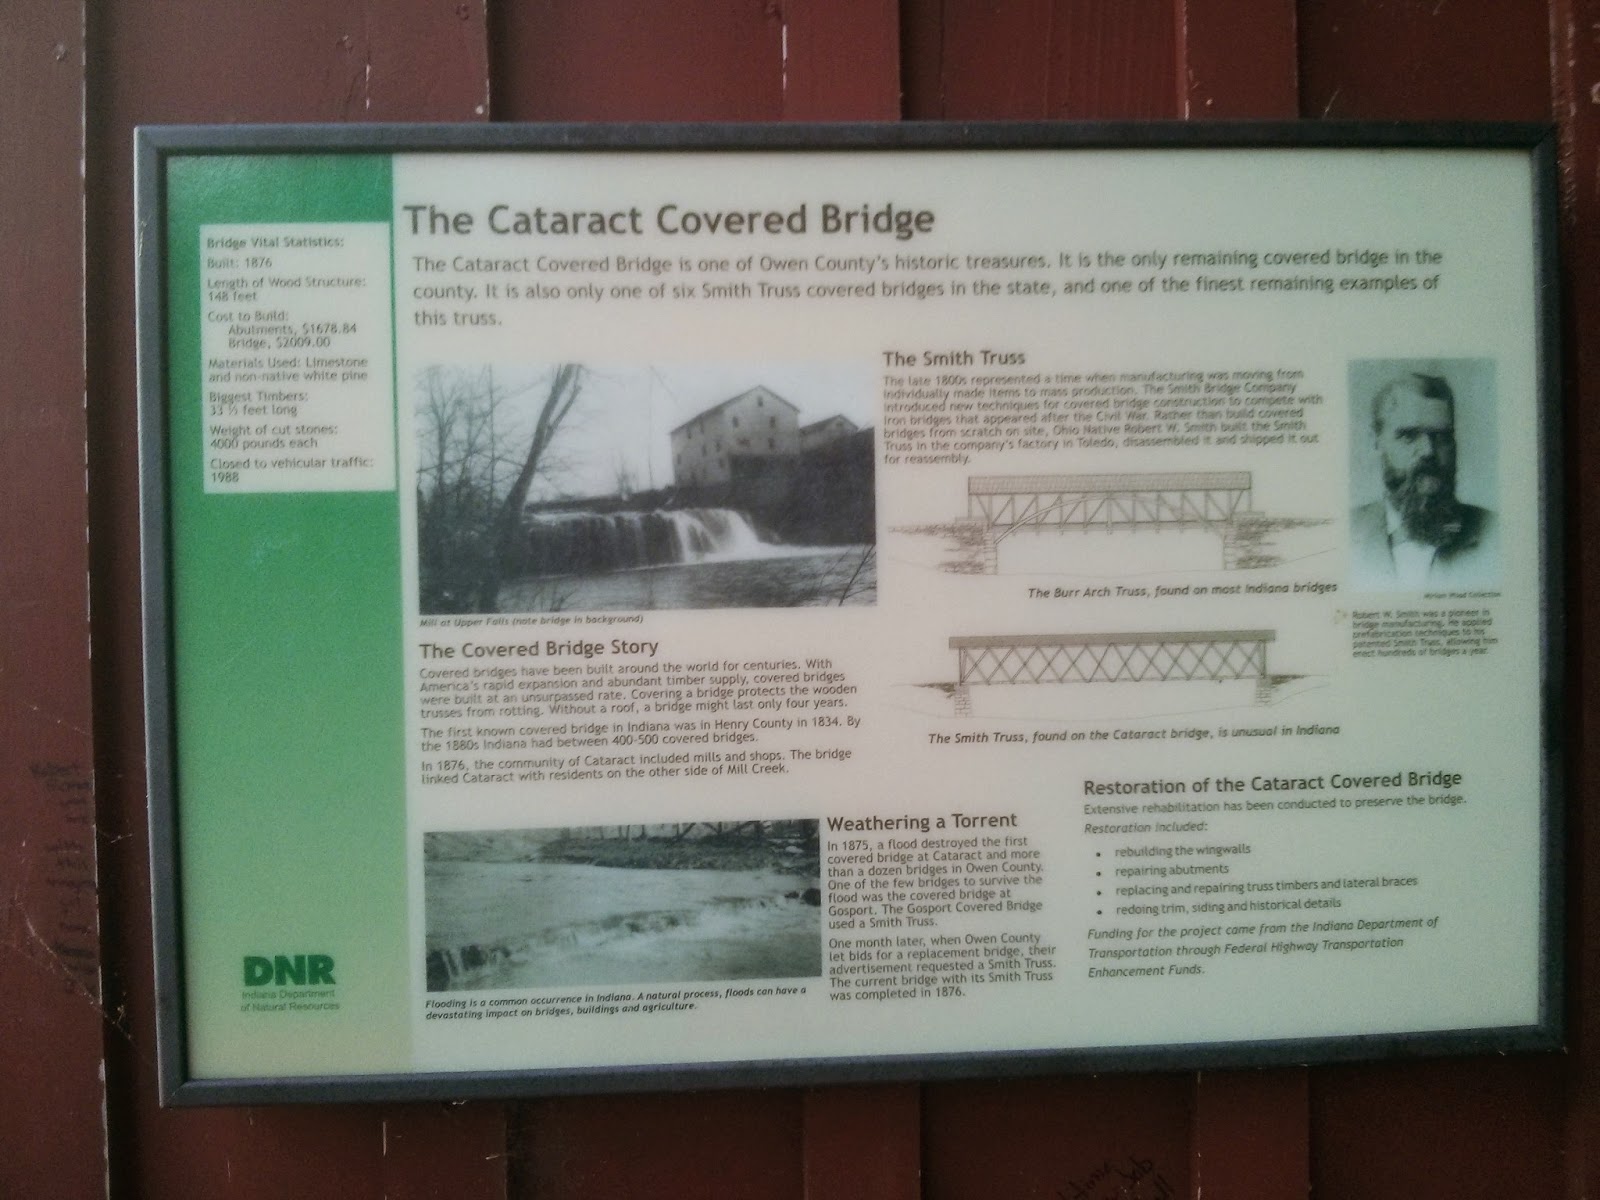 The Cataract Covered Bridge
The Cataract Covered Bridge is one of Owen County's historic treasures. It is the only remaining covered bridge in the
county. It is also only one of six Smith Truss covered bridges in the state, and one of the finest remaining examples of
this truss.
Bridge Vital Statistics:
Built: 1876
Length of Wood Structure:
148 feet
Cost to Build:
Abutments, $1678.84
Bridge, $2009.00
Materials Used: Limestone
and non-native white pine
Biggest Timbers:
33 ½ feet long
Weight of cut stones:
4000 pounds each
Closed to vehicular traffic:
1988
DNR
Indiana Department
of Natural Resources
Mill at Upper Falls (note bridge in background)
The Covered Bridge Story
Covered bridges have been built around the world for centuries. With
America's rapid expansion and abundant timber supply, covered bridges
were built at an unsurpassed rate. Covering a bridge protects the wooden
trusses from rotting. Without a roof, a bridge might last only four years.
The first known covered bridge in Indiana was in Henry County in 1834. By
the 1880s Indiana had between 400-500 covered bridges.
In 1876, the community of Cataract included mills and shops. The bridge
linked Cataract with residents on the other side of Mill Creek.
Flooding is a common occurrence in Indiana. A natural process, floods can have a
devastating impact on bridges, buildings and agriculture.
The Smith Truss
The late 1800s represented a time when manufacturing was moving from
individually made items to mass production. The Smith Bridge Company
introduced new techniques for covered bridge construction to compete with
iron bridges that appeared after the Civil War. Rather than build covered
bridges from scratch on site, Ohio Native Robert W. Smith built the Smith
Truss in the company's factory in Toledo, disassembled it and shipped it out
for reassembly.
The Burr Arch Truss, found on most Indiana bridges
The Smith Truss, found on the Cataract bridge, is unusual in Indiana
Miriam Wood Collection
Robert W. Smith was a pioneer in
bridge manufacturing. He applied
prefabrication techniques to his
patented Smith Truss, allowing him
erect hundreds of bridges a year.
Weathering a Torrent
In 1875, a flood destroyed the first
covered bridge at Cataract and more
than a dozen bridges in Owen County.
One of the few bridges to survive the
flood was the covered bridge at
Gosport. The Gosport Covered Bridge
used a Smith Truss.
One month later, when Owen County
let bids for a replacement bridge, their
advertisement requested a Smith Truss.
The current bridge with its Smith Truss
was completed in 1876.
Restoration of the Cataract Covered Bridge
Extensive rehabilitation has been conducted to preserve the bridge.
Restoration included:
• rebuilding the wingwalls
• repairing abutments
• replacing and repairing truss timbers and lateral braces
• redoing trim, siding and historical details
Funding for the project came from the Indiana Department of
Transportation through Federal Highway Transportation
Enhancement Funds.